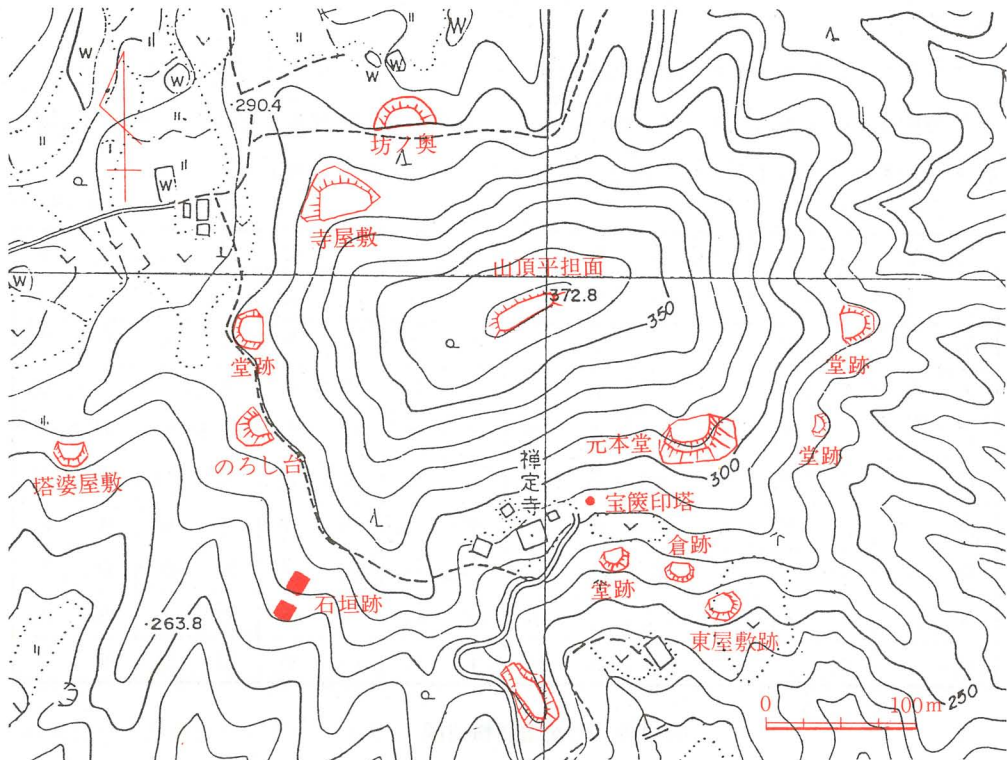 290.4
坊ノ奥
寺屋敷
山頂平担面
372.8
350
堂跡
堂跡
のろし台
塔婆屋敷
元本堂
堂跡
300
禅定寺
宝篋印塔
倉跡
堂跡
石垣跡
東屋敷跡
263.8
250
0 100m
W
W
W
W
W
W
W